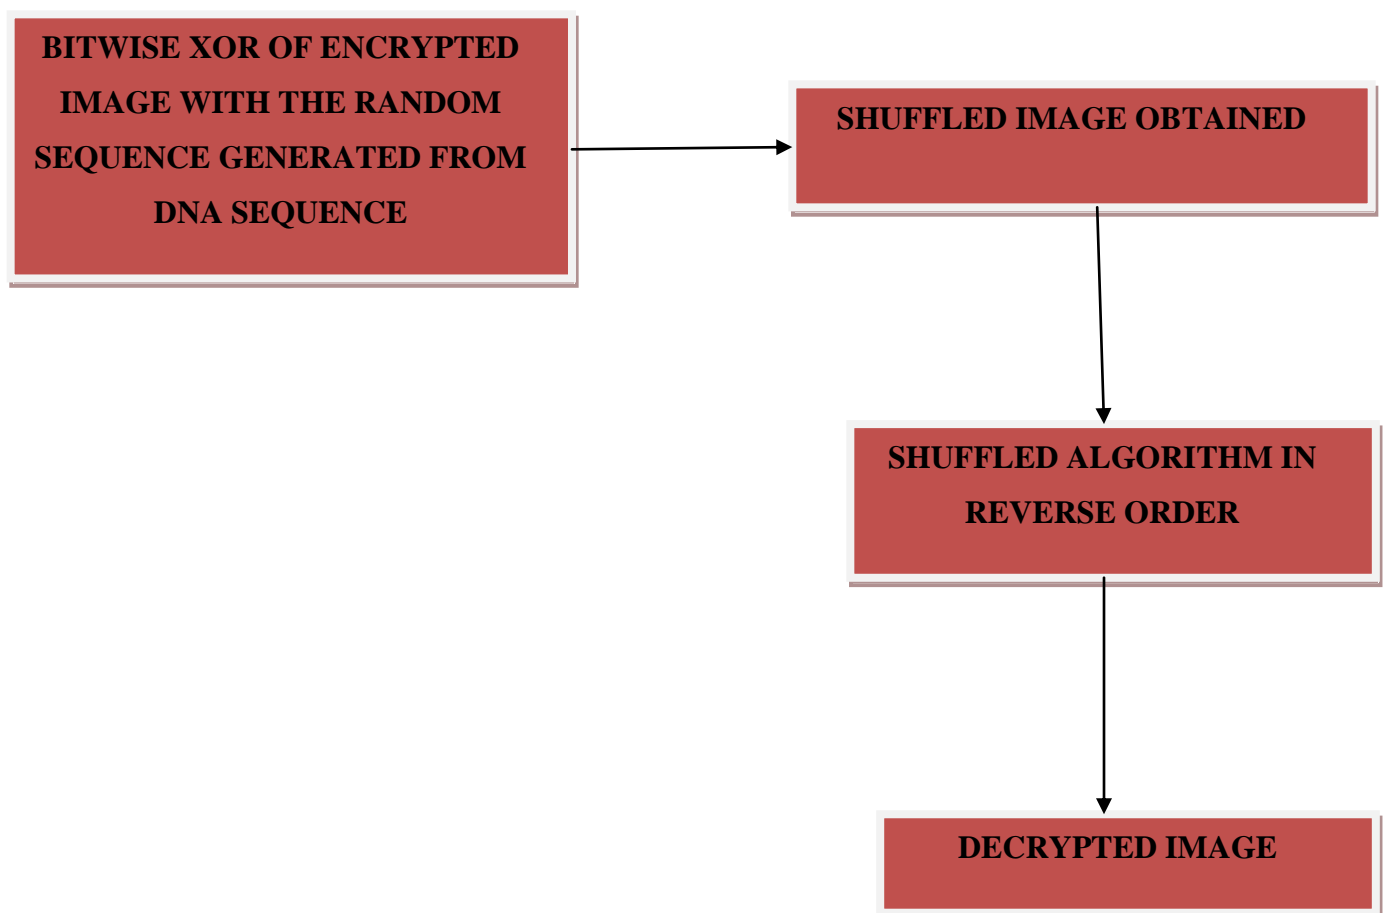 BITWISE XOR OF ENCRYPTED
IMAGE WITH THE RANDOM
SEQUENCE GENERATED FROM
DNA SEQUENCE
SHUFFLED IMAGE OBTAINED
SHUFFLED ALGORITHM IN
REVERSE ORDER
DECRYPTED IMAGE